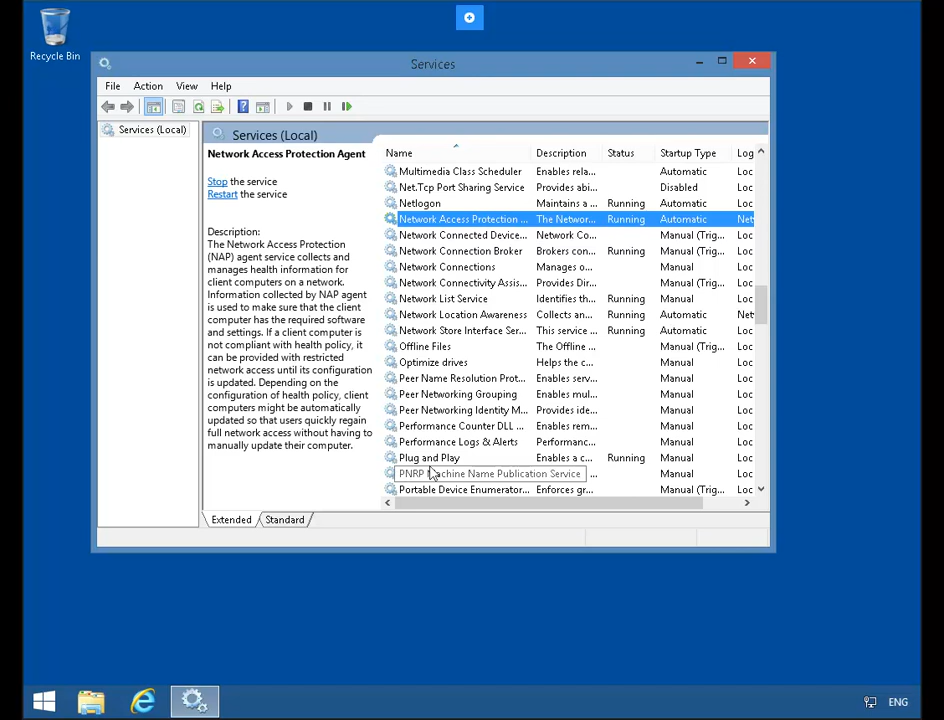 Recycle Bin
Services
File Action View Help
Services (Local)
Services (Local)
Network Access Protection Agent
Stop the service
Restart the service
Description:
The Network Access Protection
(NAP) agent service collects and
manages health information for
client computers on a network.
Information collected by NAP agent
is used to make sure that the client
computer has the required software
and settings. If a client computer is
not compliant with health policy, it
can be provided with restricted
network access until its configuration
is updated. Depending on the
configuration of health policy, client
computers might be automatically
updated so that users quickly regain
full network access without having to
manually update their computer.
Name Description Status Startup Type Log
Multimedia Class Scheduler Enables rela... Automatic Loc
Net.Tcp Port Sharing Service Provides abi... Disabled Loc
Netlogon Maintains a ... Running Automatic Loc
Network Access Protection ... The Networ... Running Automatic Net
Network Connected Device... Network Co... Manual (Trig... Loc
Network Connection Broker Brokers con... Running Manual (Trig... Loc
Network Connections Manages o... Manual Loc
Network Connectivity Assis... Provides Dir... Manual (Trig... Loc
Network List Service Identifies th... Running Manual Loc
Network Location Awareness Collects an... Running Automatic Net
Network Store Interface Ser... This service ... Running Automatic Loc
Offline Files The Offline ... Manual (Trig... Loc
Optimize drives Helps the c... Manual Loc
Peer Name Resolution Prot... Enables serv... Manual Loc
Peer Networking Grouping Enables mul... Manual Loc
Peer Networking Identity M... Provides ide... Manual Loc
Performance Counter DLL ... Enables rem... Manual Loc
Performance Logs & Alerts Performanc... Manual Loc
Plug and Play Enables a c... Running Manual Loc
PNRP Machine Name Publication Service ... Manual Loc
Portable Device Enumerator... Enforces gr... Manual (Trig... Loc
Extended Standard
ENG